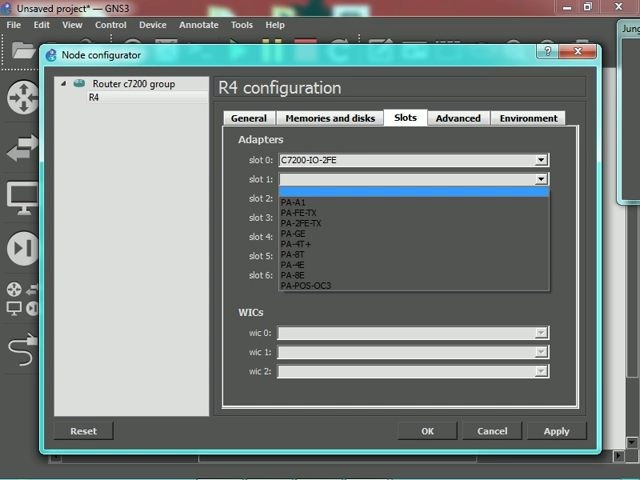 Unsaved project* — GNS3
File Edit View Control Device Annotate Tools Help
Jung
Node configurator
Router c7200 group
R4
R4 configuration
General Memories and disks Slots Advanced Environment
Adapters
slot 0: C7200-IO-2FE
slot 1:
slot 2:
slot 3:
slot 4:
slot 5:
slot 6:
PA-A1
PA-FE-TX
PA-2FE-TX
PA-GE
PA-4T+
PA-8T
PA-4E
PA-8E
PA-POS-OC3
WICs
wic 0:
wic 1:
wic 2:
Reset OK Cancel Apply